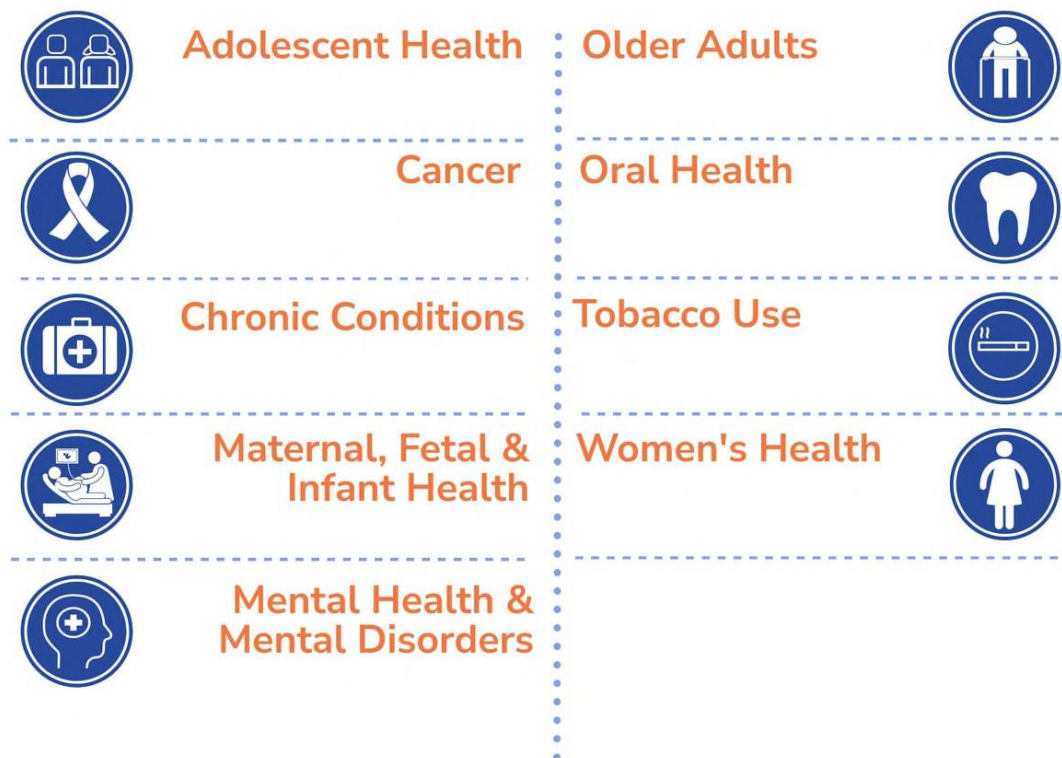 Adolescent Health
Cancer
Chronic Conditions
Maternal, Fetal &
Infant Health
Mental Health &
Mental Disorders
Older Adults
Oral Health
Tobacco Use
Women's Health